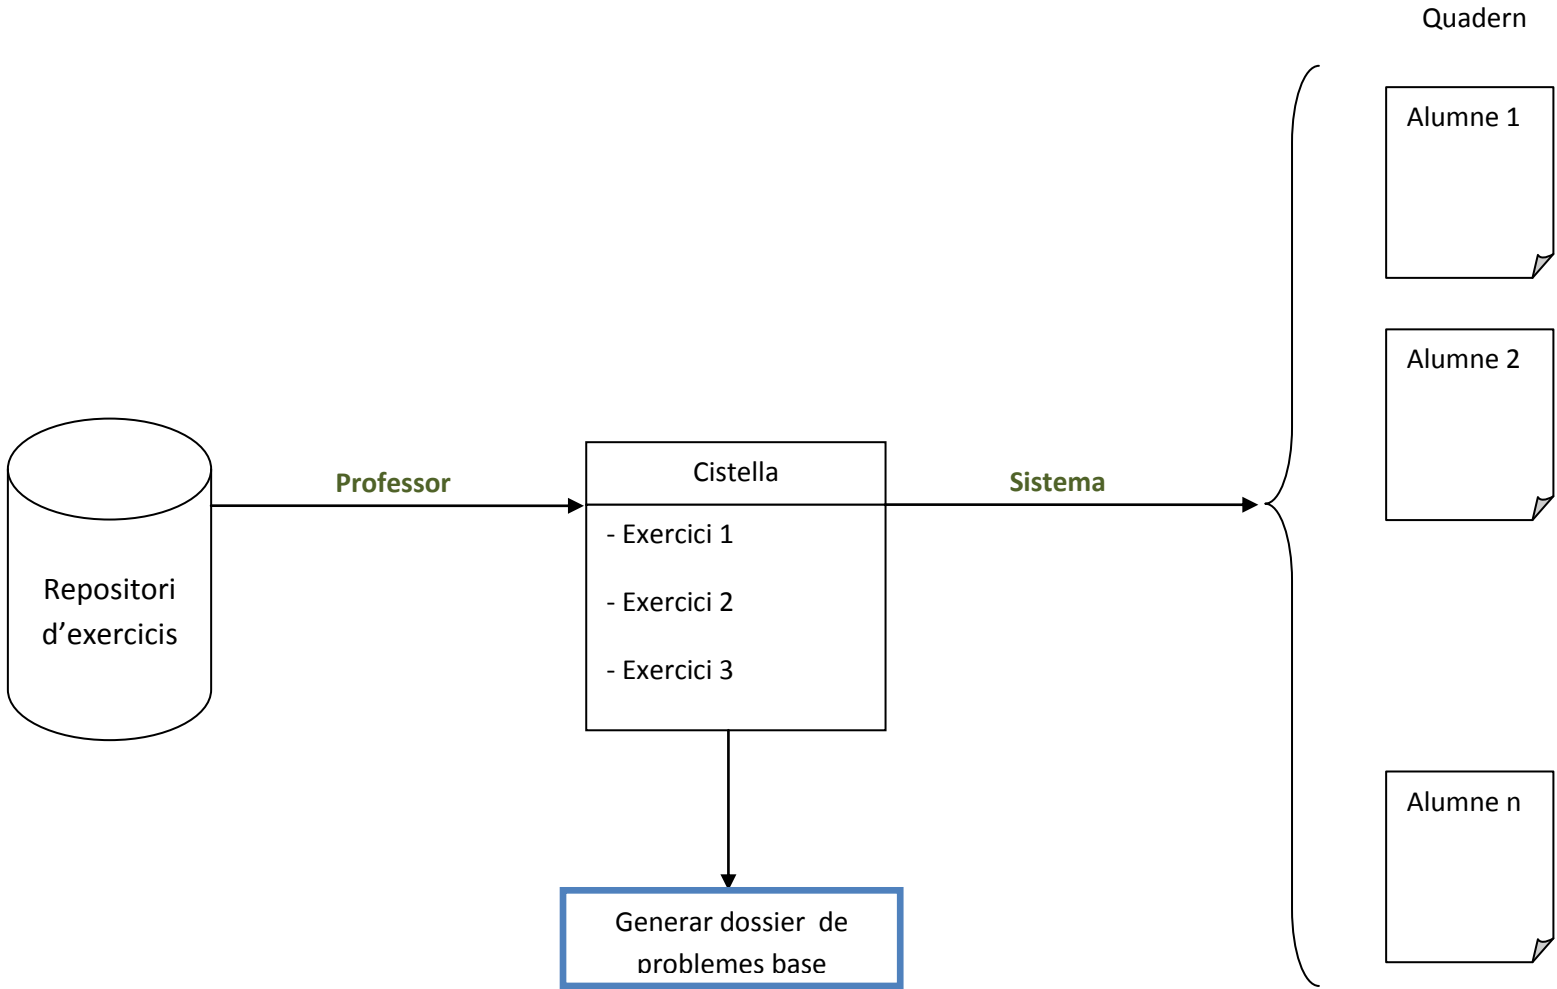 Quadern
Alumne 1
Alumne 2
Alumne n
Repositori
d’exercicis
Professor
Cistella
- Exercici 1
- Exercici 2
- Exercici 3
Sistema
Generar dossier  de
problemes base